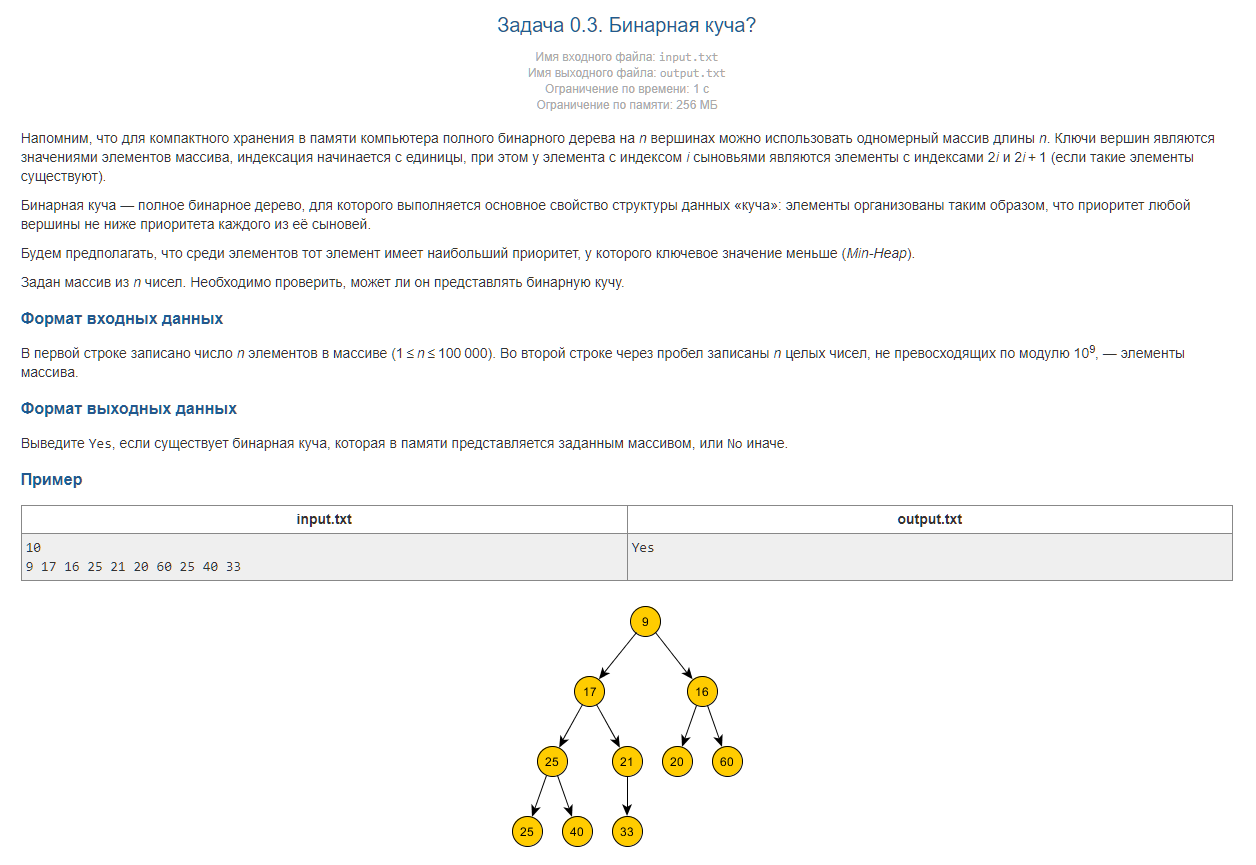 Задача 0.3. Бинарная куча?
Имя входного файла: input.txt
Имя выходного файла: output.txt
Ограничение по времени: 1 с
Ограничение по памяти: 256 МБ
Напомним, что для компактного хранения в памяти компьютера полного бинарного дерева на n вершинах можно использовать одномерный массив длины n. Ключи вершин являются
значениями элементов массива, индексация начинается с единицы, при этом у элемента с индексом i сыновьями являются элементы с индексами 2i и 2i + 1 (если такие элементы
существуют).
Бинарная куча — полное бинарное дерево, для которого выполняется основное свойство структуры данных «куча»: элементы организованы таким образом, что приоритет любой
вершины не ниже приоритета каждого из её сыновей.
Будем предполагать, что среди элементов тот элемент имеет наибольший приоритет, у которого ключевое значение меньше (Min-Heap).
Задан массив из n чисел. Необходимо проверить, может ли он представлять бинарную кучу.
Формат входных данных
В первой строке записано число n элементов в массиве (1 ≤ n ≤ 100 000). Во второй строке через пробел записаны n целых чисел, не превосходящих по модулю 10⁹, — элементы
массива.
Формат выходных данных
Выведите Yes, если существует бинарная куча, которая в памяти представляется заданным массивом, или No иначе.
Пример
input.txt output.txt
10 Yes
9 17 16 25 21 20 60 25 40 33
9
17 16
25 21 20 60
25 40 33